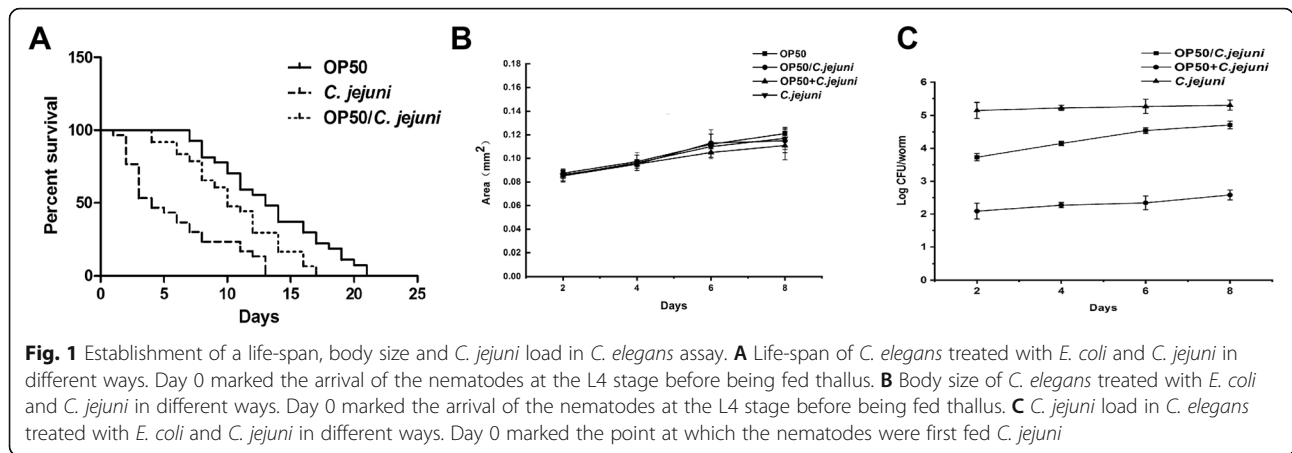 A
150
100
50
0
Percent survival
0 5 10 15 20 25
Days
OP50
C. jejuni
OP50/C. jejuni
B
0.20
0.18
0.16
0.14
0.12
0.10
0.08
0.06
0.04
0.02
0.00
Area (mm²)
2 4 6 8
Days
OP50
OP50/C.jejuni
OP50+C.jejuni
C.jejuni
C
6
5
4
3
2
1
0
Log CFU/worm
2 4 6 8
Days
OP50/C.jejuni
OP50+C.jejuni
C.jejuni
Fig. 1 Establishment of a life-span, body size and C. jejuni load in C. elegans assay. A Life-span of C. elegans treated with E. coli and C. jejuni in
different ways. Day 0 marked the arrival of the nematodes at the L4 stage before being fed thallus. B Body size of C. elegans treated with E. coli
and C. jejuni in different ways. Day 0 marked the arrival of the nematodes at the L4 stage before being fed thallus. C C. jejuni load in C. elegans
treated with E. coli and C. jejuni in different ways. Day 0 marked the point at which the nematodes were first fed C. jejuni